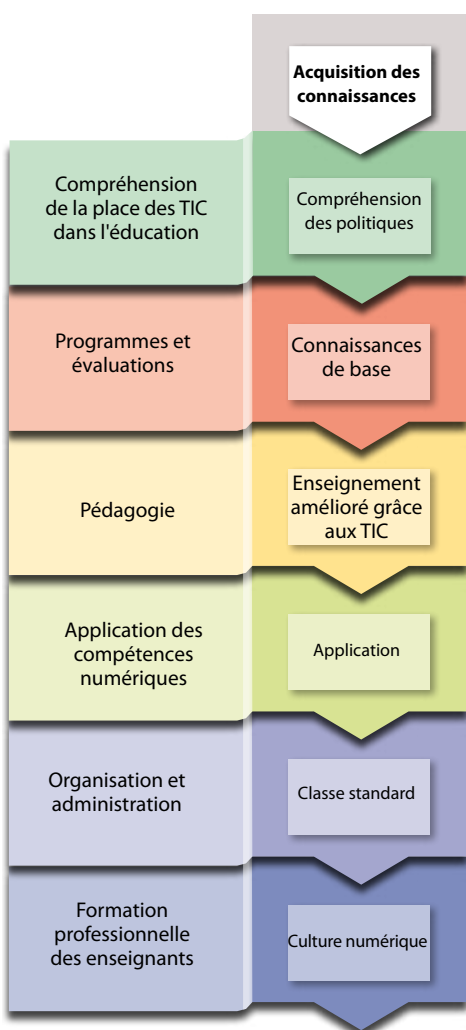 Acquisition des
connaissances
Compréhension
de la place des TIC
dans l'éducation
Compréhension
des politiques
Programmes et
évaluations
Connaissances
de base
Pédagogie
Enseignement
amélioré grâce
aux TIC
Application des
compétences
numériques
Application
Organisation et
administration
Classe standard
Formation
professionnelle
des enseignants
Culture numérique